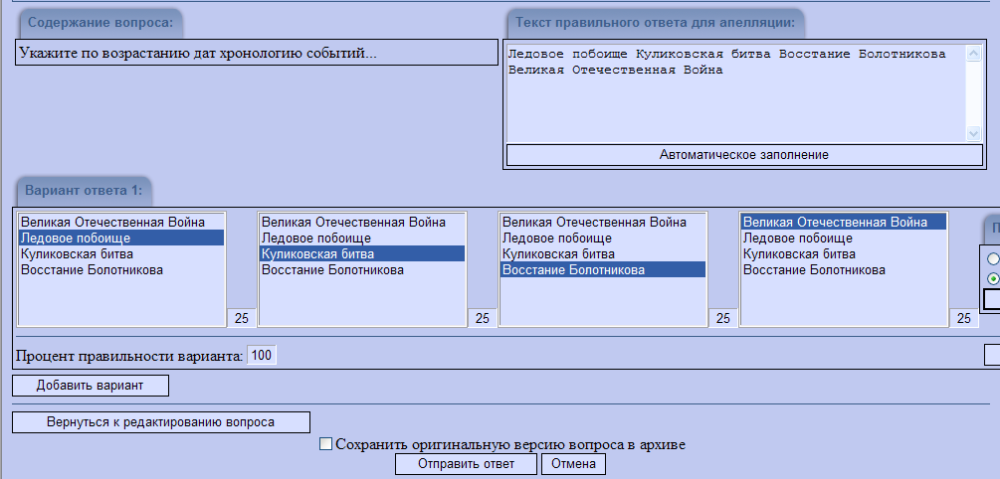 Содержание вопроса:
Текст правильного ответа для апелляции:
Укажите по возрастанию дат хронологию событий...
Ледовое побоище Куликовская битва Восстание Болотникова
Великая Отечественная Война
Автоматическое заполнение
Вариант ответа 1:
Великая Отечественная Война
Ледовое побоище
Куликовская битва
Восстание Болотникова
25
Великая Отечественная Война
Ледовое побоище
Куликовская битва
Восстание Болотникова
25
Великая Отечественная Война
Ледовое побоище
Куликовская битва
Восстание Болотникова
25
Великая Отечественная Война
Ледовое побоище
Куликовская битва
Восстание Болотникова
25
Процент правильности варианта: 100
Добавить вариант
Вернуться к редактированию вопроса
Сохранить оригинальную версию вопроса в архиве
Отправить ответ
Отмена